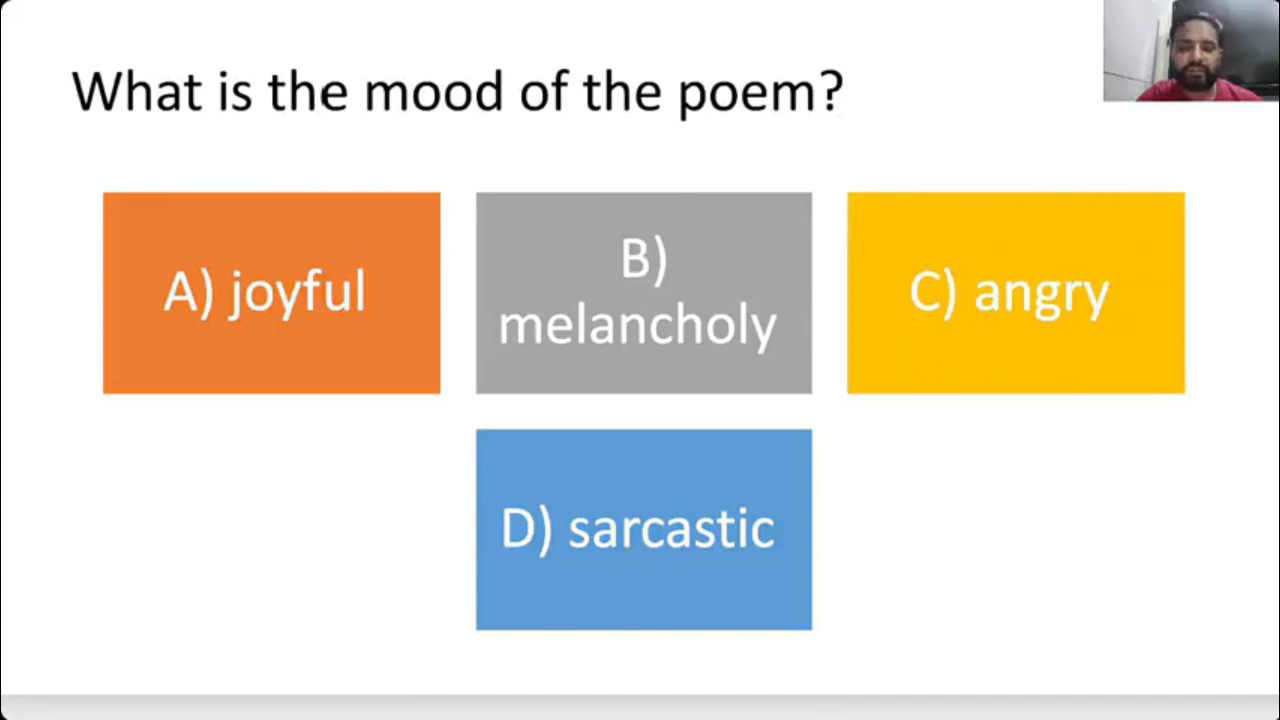 What is the mood of the poem?
A) joyful
B)
melancholy
C) angry
D) sarcastic